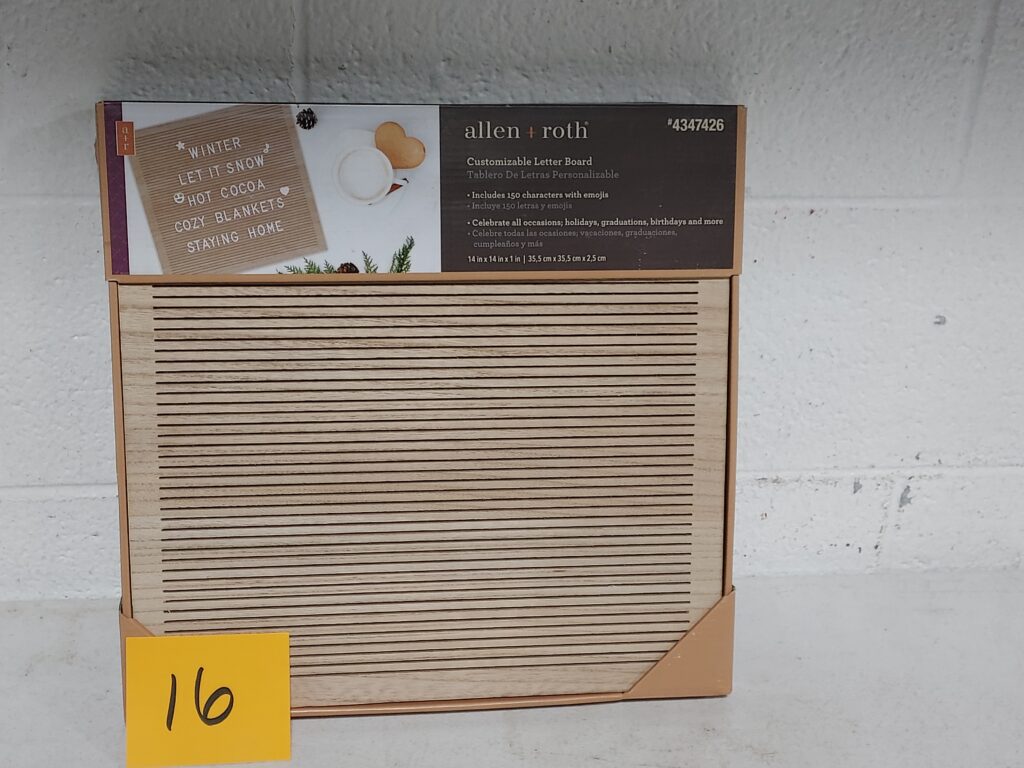 a+r
WINTER
LET IT SNOW
HOT COCOA
COZY BLANKETS
STAYING HOME
allen + roth®
#4347426
Customizable Letter Board
Tablero De Letras Personalizable
• Includes 150 characters with emojis
• Incluye 150 letras y emojis
• Celebrate all occasions; holidays, graduations, birthdays and more
• Celebre todas las ocasiones; vacaciones, graduaciones,
cumpleaños y más
14 in x 14 in x 1 in | 35,5 cm x 35,5 cm x 2,5 cm
16